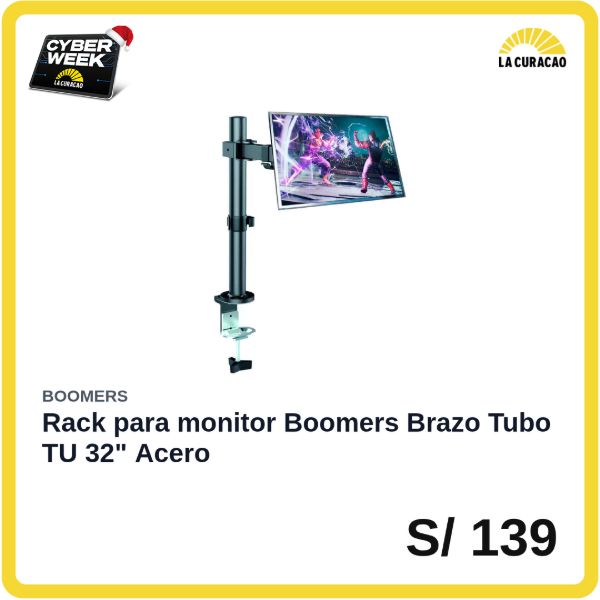 CYBER
WEEK
LA CURACAO
LA CURACAO
BOOMERS
Rack para monitor Boomers Brazo Tubo
TU 32" Acero
S/ 139